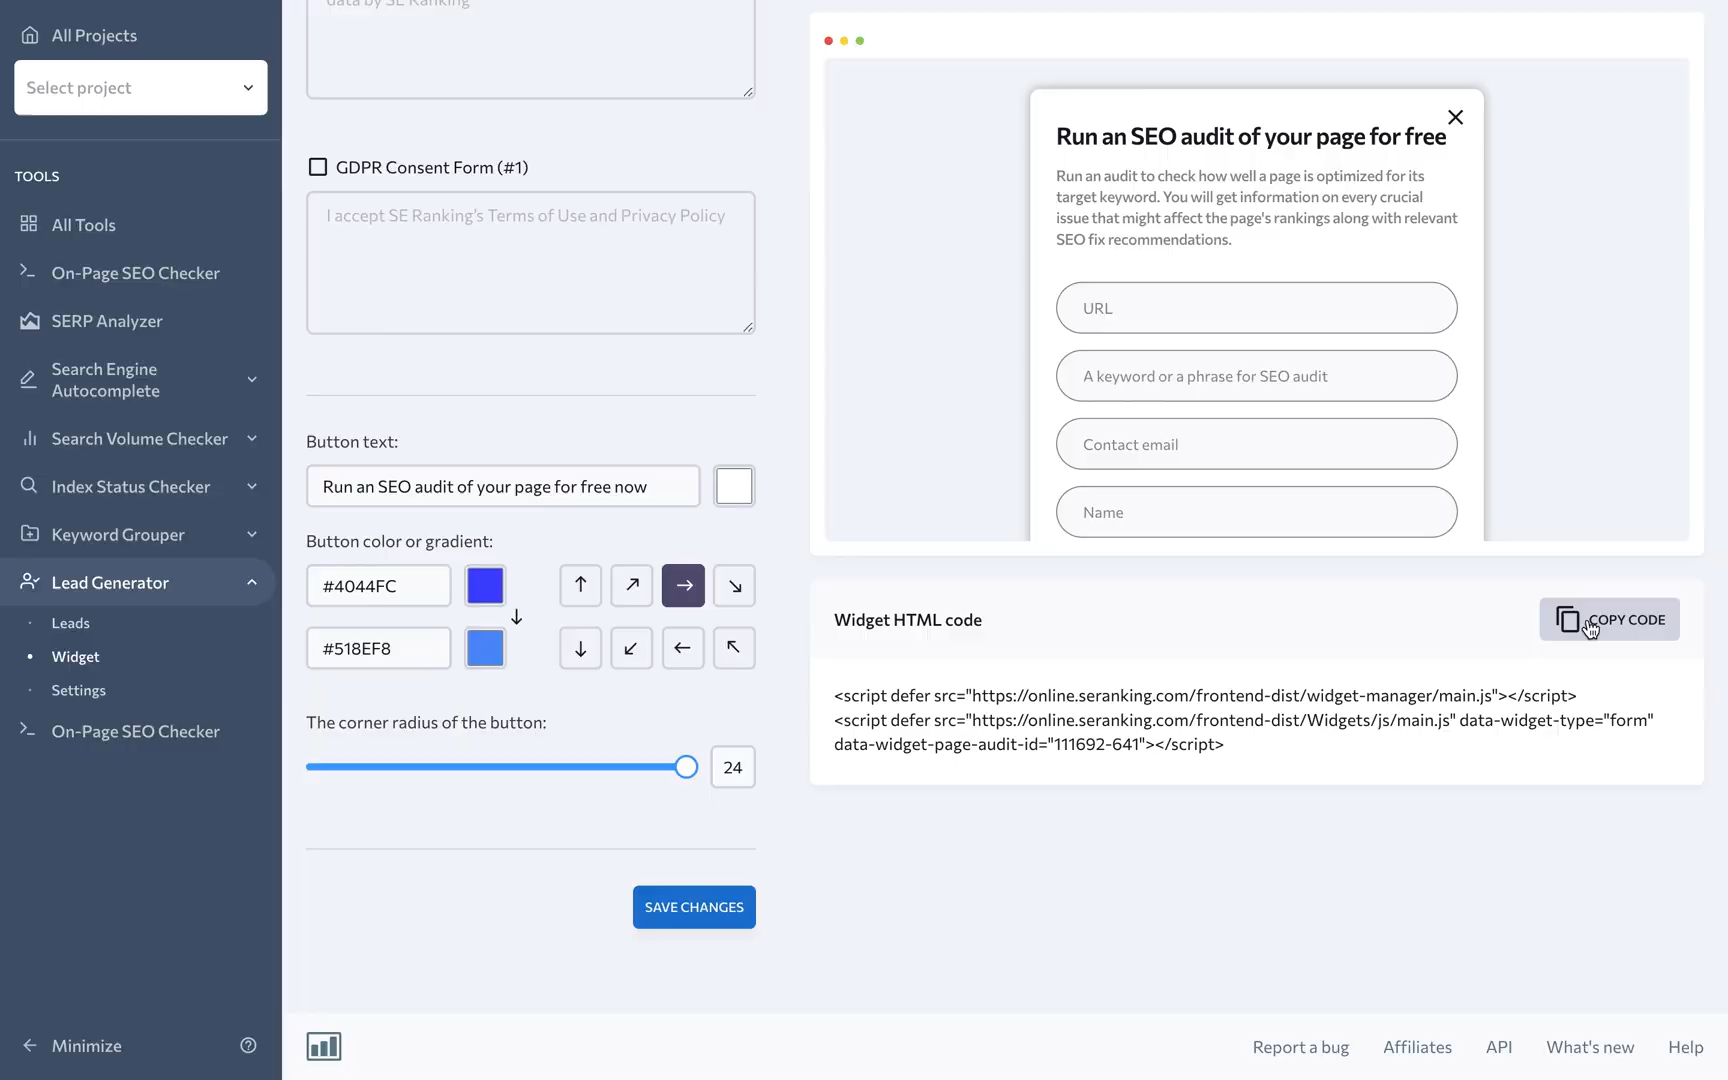 All Projects
Select project
TOOLS
All Tools
On-Page SEO Checker
SERP Analyzer
Search Engine
Autocomplete
Search Volume Checker
Index Status Checker
Keyword Grouper
Lead Generator
Leads
Widget
Settings
On-Page SEO Checker
Minimize
data by SE Ranking
GDPR Consent Form (#1)
I accept SE Ranking's Terms of Use and Privacy Policy
Button text:
Run an SEO audit of your page for free now
Button color or gradient:
#4044FC
#518EF8
The corner radius of the button:
24
SAVE CHANGES
Run an SEO audit of your page for free
Run an audit to check how well a page is optimized for its
target keyword. You will get information on every crucial
issue that might affect the page's rankings along with relevant
SEO fix recommendations.
URL
A keyword or a phrase for SEO audit
Contact email
Name
Widget HTML code
COPY CODE
<script defer src="https://online.seranking.com/frontend-dist/widget-manager/main.js"></script>
<script defer src="https://online.seranking.com/frontend-dist/Widgets/js/main.js" data-widget-type="form"
data-widget-page-audit-id="111692-641"></script>
Report a bug
Affiliates
API
What's new
Help